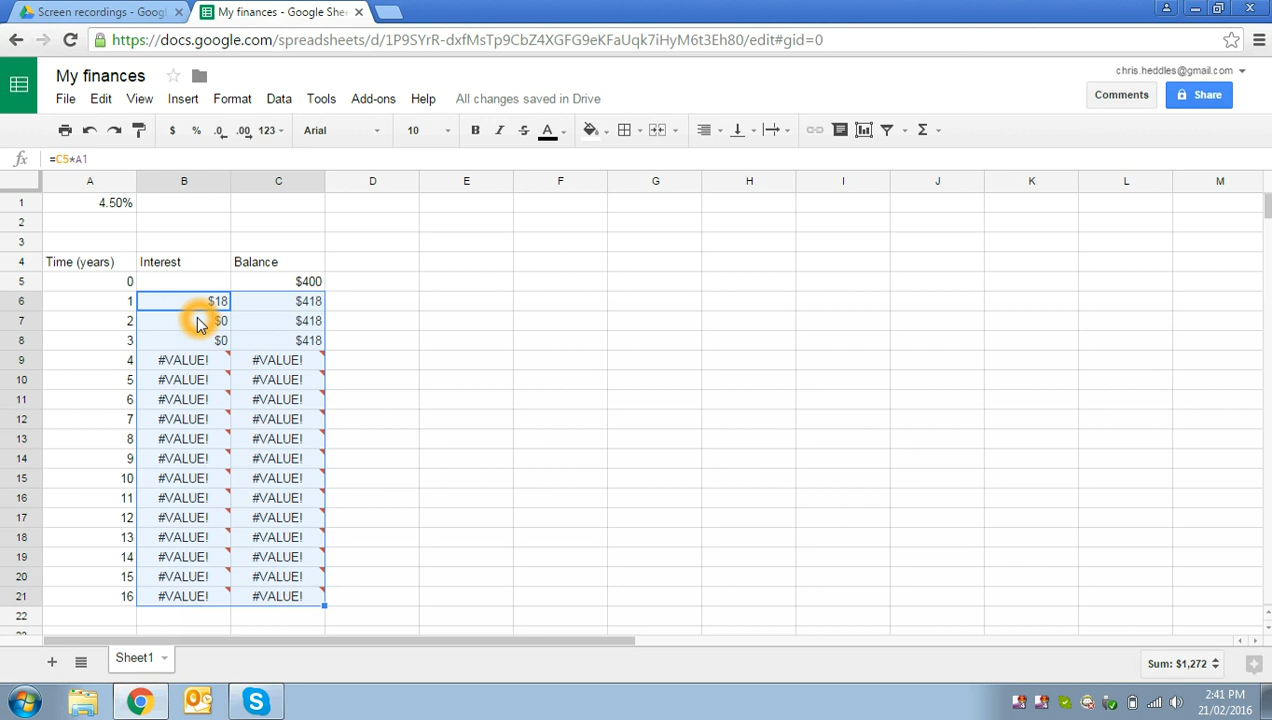 Screen recordings - Goog
My finances - Google Shee
https://docs.google.com/spreadsheets/d/1P9SYrR-dxfMsTp9CbZ4XGFG9eKFaUqk7iHyM6t3Eh80/edit#gid=0
My finances
chris.heddles@gmail.com
File Edit View Insert Format Data Tools Add-ons Help All changes saved in Drive
Comments Share
$ % .0 .00 123 Arial 10 B I S A Σ
fx =C5*A1
A B C D E F G H I J K L M
1 4.50%
2
3
4 Time (years) Interest Balance
5 0 $400
6 1 $18 $418
7 2 $0 $418
8 3 $0 $418
9 4 #VALUE! #VALUE!
10 5 #VALUE! #VALUE!
11 6 #VALUE! #VALUE!
12 7 #VALUE! #VALUE!
13 8 #VALUE! #VALUE!
14 9 #VALUE! #VALUE!
15 10 #VALUE! #VALUE!
16 11 #VALUE! #VALUE!
17 12 #VALUE! #VALUE!
18 13 #VALUE! #VALUE!
19 14 #VALUE! #VALUE!
20 15 #VALUE! #VALUE!
21 16 #VALUE! #VALUE!
22
Sheet1
Sum: $1,272
2:41 PM
21/02/2016